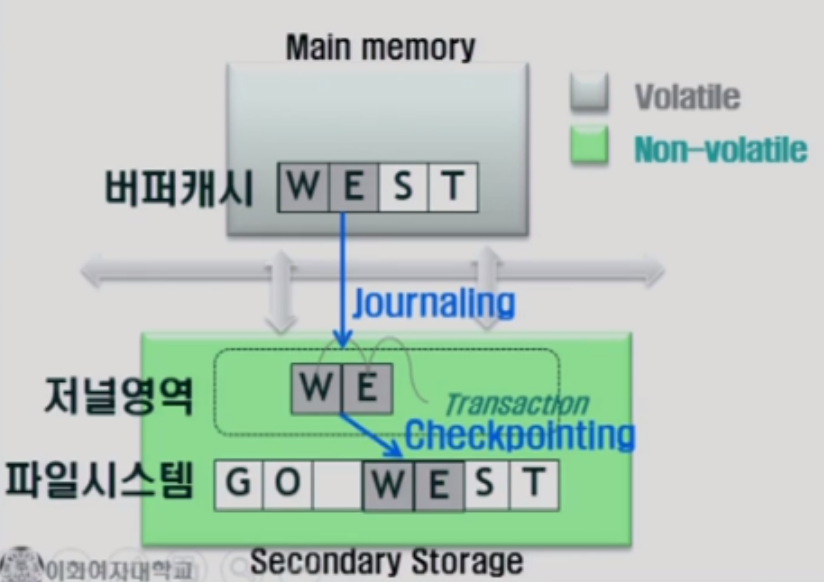 Main memory
Volatile
Non-volatile
버퍼캐시 W E S T
Journaling
저널영역 W E
Transaction
Checkpointing
파일시스템 G O W E S T
이화여자대학교
Secondary Storage